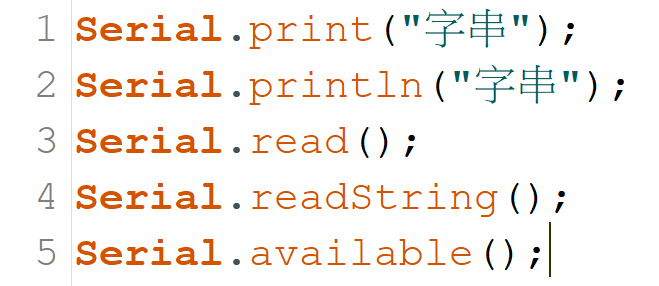 1 Serial.print("字串");
2 Serial.println("字串");
3 Serial.read();
4 Serial.readString();
5 Serial.available();